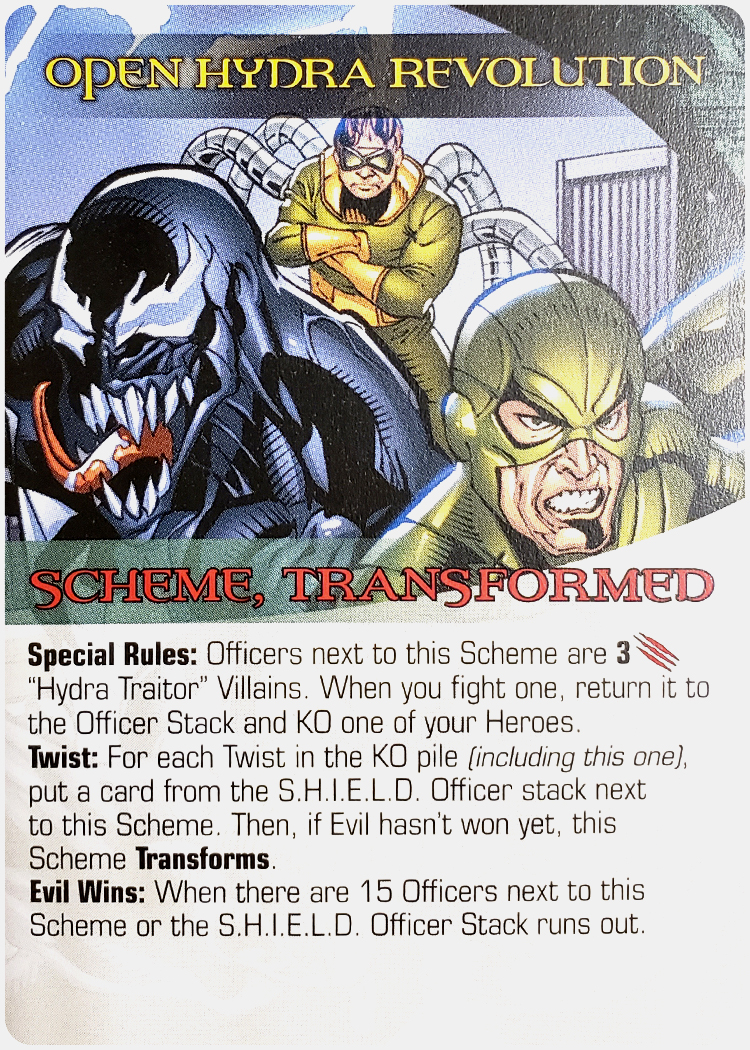 OPEN HYDRA REVOLUTION
SCHEME, TRANSFORMED
Special Rules: Officers next to this Scheme are 3
“Hydra Traitor” Villains. When you fight one, return it to
the Officer Stack and KO one of your Heroes.
Twist: For each Twist in the KO pile (including this one),
put a card from the S.H.I.E.L.D. Officer stack next
to this Scheme. Then, if Evil hasn't won yet, this
Scheme Transforms.
Evil Wins: When there are 15 Officers next to this
Scheme or the S.H.I.E.L.D. Officer Stack runs out.